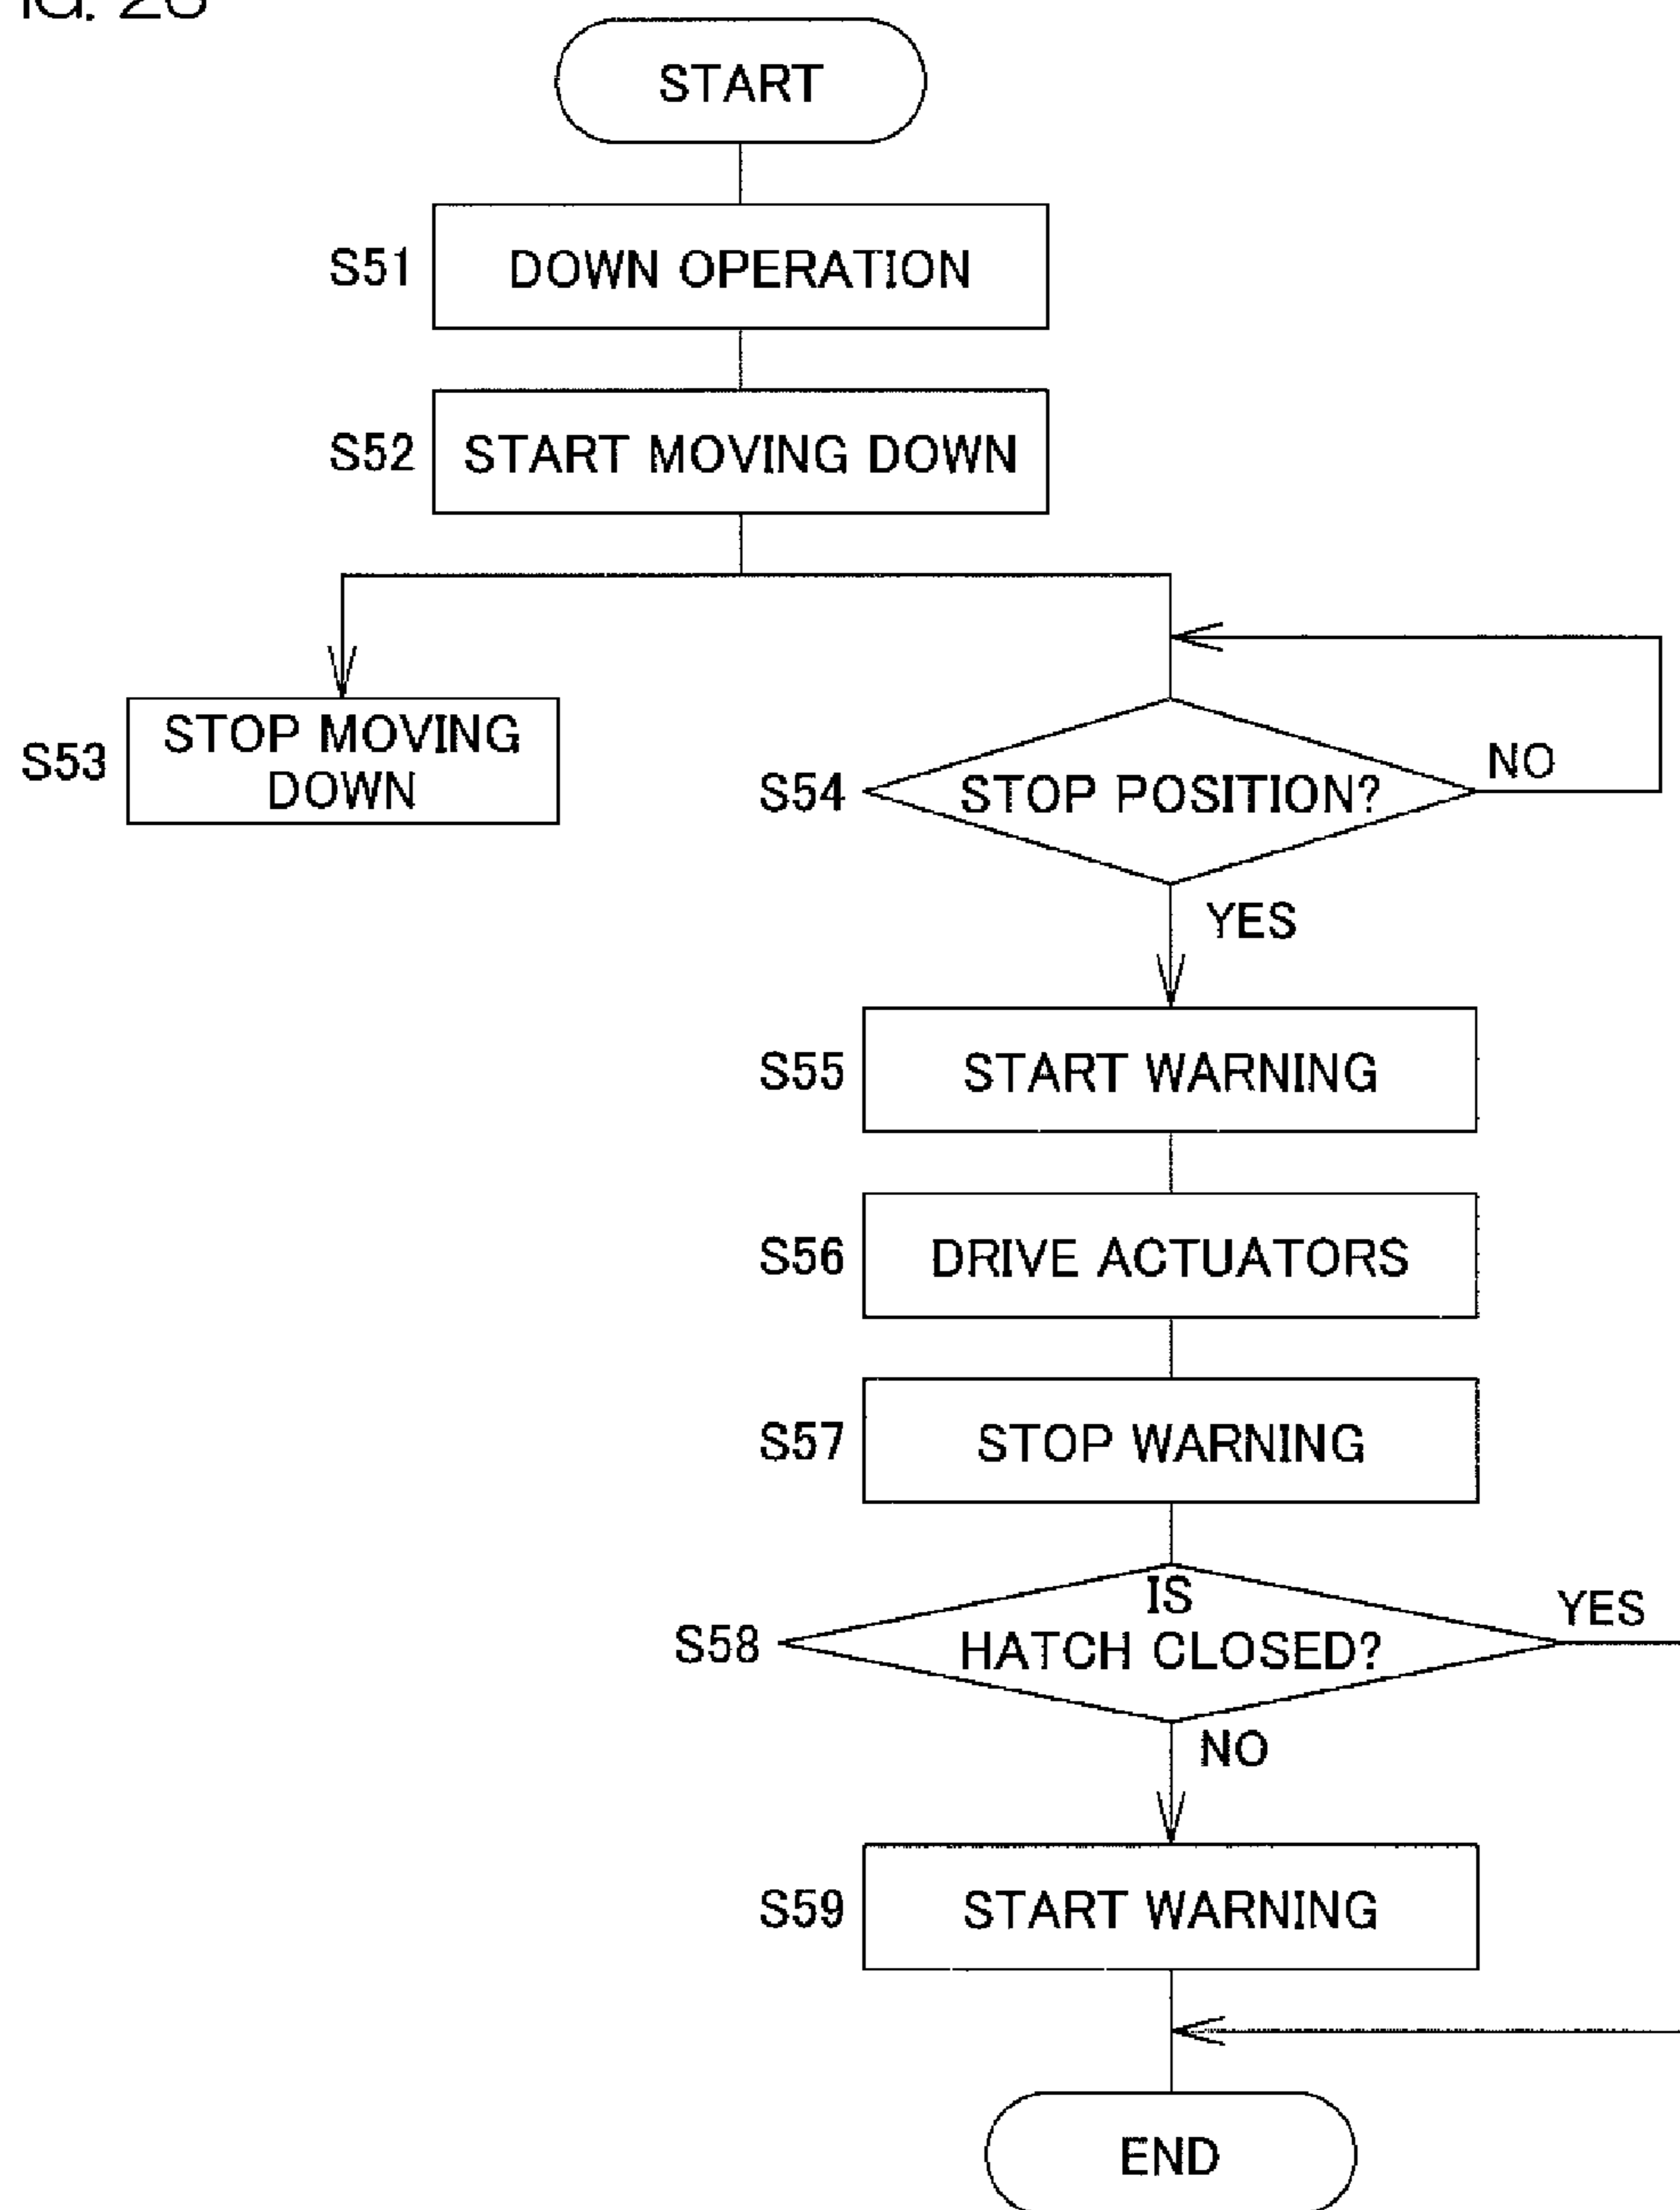 START
S51
DOWN OPERATION
S52
START MOVING DOWN
S53
STOP MOVING
DOWN
S54
STOP POSITION?
NO
YES
S55
START WARNING
S56
DRIVE ACTUATORS
S57
STOP WARNING
S58
IS
HATCH CLOSED?
YES
NO
S59
START WARNING
END